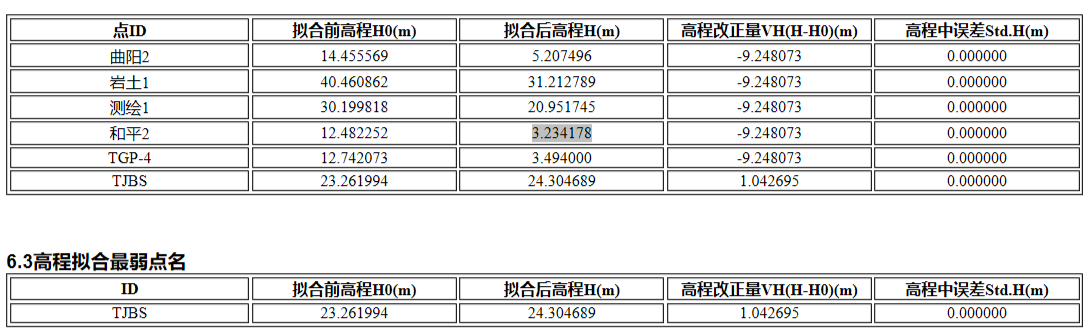 点ID 拟合前高程H0(m) 拟合后高程H(m) 高程改正量VH(H-H0)(m) 高程中误差Std.H(m)
曲阳2 14.455569 5.207496 -9.248073 0.000000
岩土1 40.460862 31.212789 -9.248073 0.000000
测绘1 30.199818 20.951745 -9.248073 0.000000
和平2 12.482252 3.234178 -9.248073 0.000000
TGP-4 12.742073 3.494000 -9.248073 0.000000
TJBS 23.261994 24.304689 1.042695 0.000000
6.3高程拟合最弱点名
ID 拟合前高程H0(m) 拟合后高程H(m) 高程改正量VH(H-H0)(m) 高程中误差Std.H(m)
TJBS 23.261994 24.304689 1.042695 0.000000